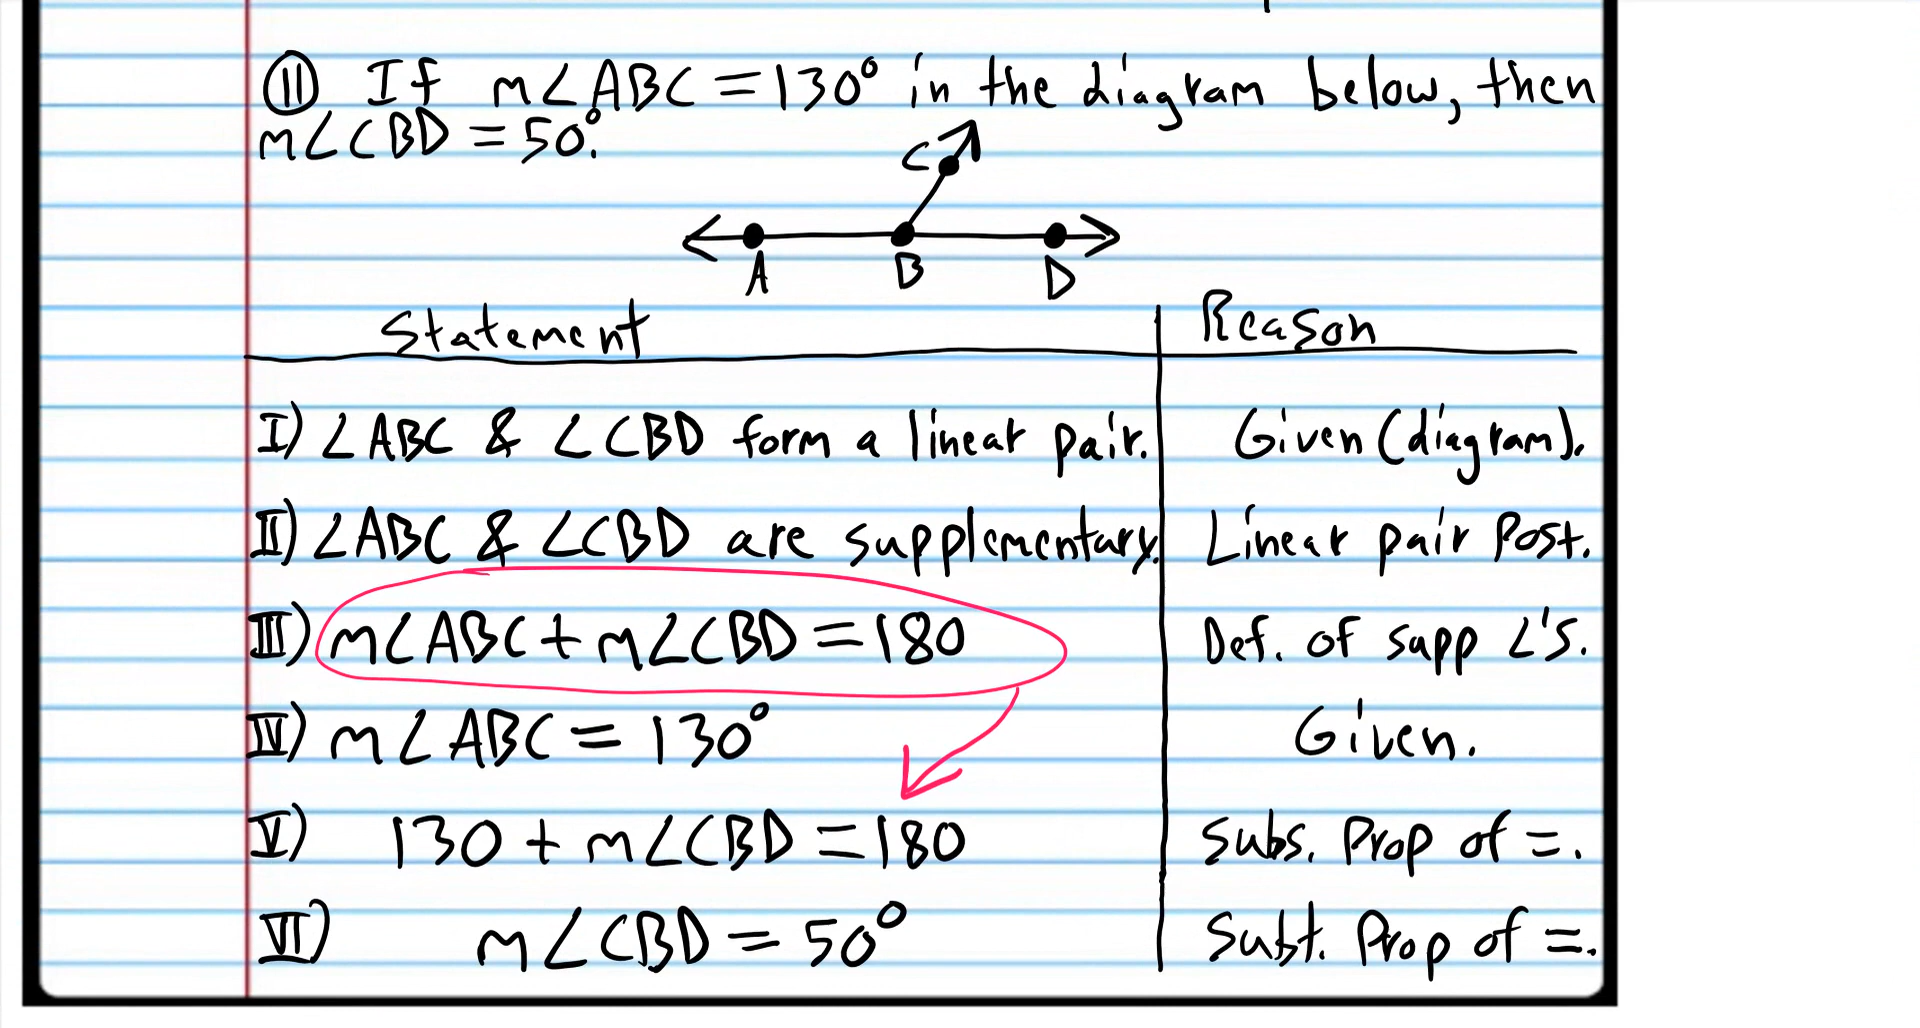 ⑪ If m∠ABC = 130° in the diagram below, then
m∠CBD = 50°.
C
A B D
Statement Reason
I) ∠ABC & ∠CBD form a linear pair. Given (diagram).
II) ∠ABC & ∠CBD are supplementary. Linear pair Post.
III) m∠ABC + m∠CBD = 180 Def. of supp ∠'s.
IV) m∠ABC = 130° Given.
V) 130 + m∠CBD = 180 Subs. Prop of =.
VI) m∠CBD = 50° Subt. Prop of =.